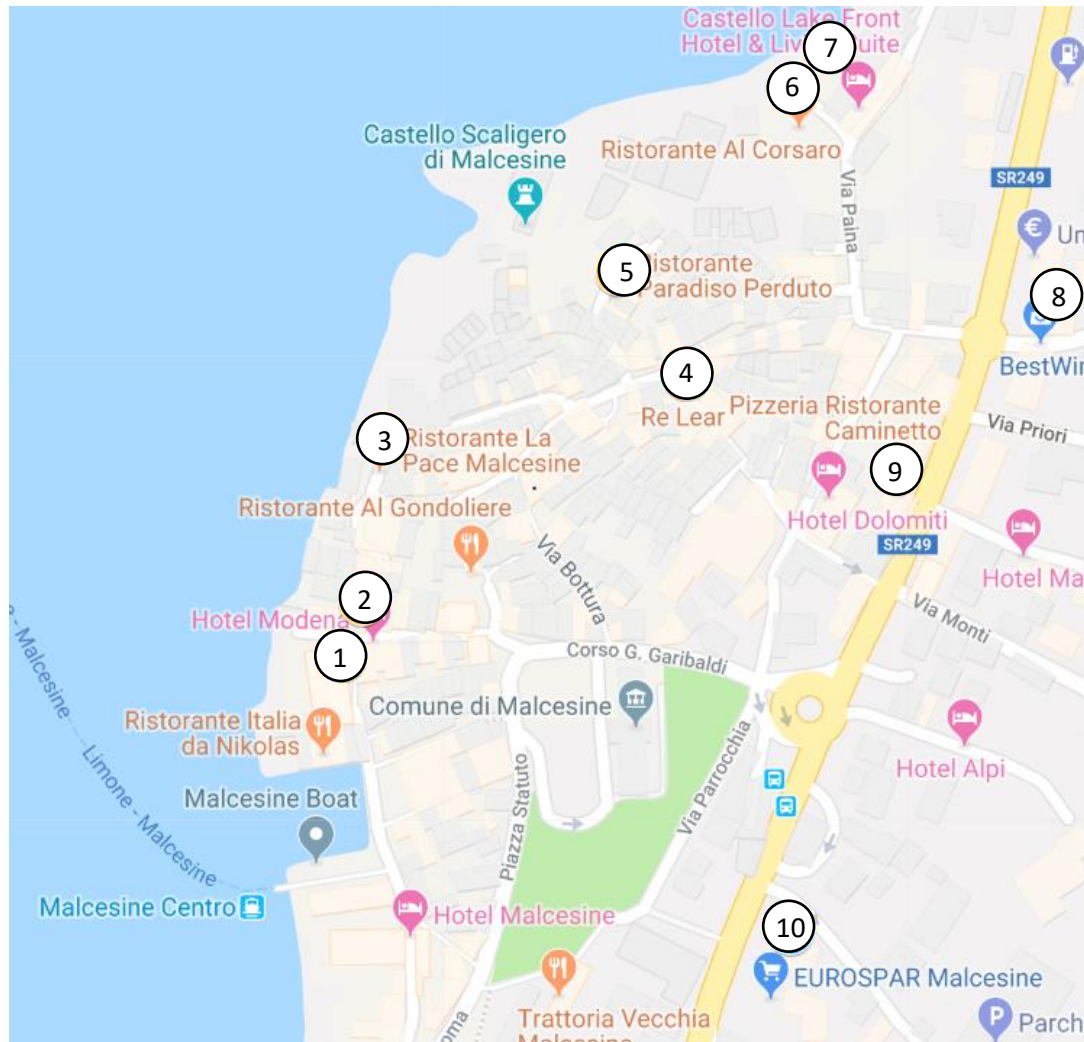 Castello Lake Front
Hotel & Liv uite
7
6
Castello Scaligero
di Malcesine
Ristorante Al Corsaro
SR249
Via Paina
€ Un
5 istorante
Paradiso Perduto
8
BestWin
4
Re Lear
Pizzeria Ristorante
Caminetto
Via Priori
3 Ristorante La
Pace Malcesine
9
Ristorante Al Gondoliere
Hotel Dolomiti
SR249
Via Bottura
Hotel Ma
2
Hotel Modena
1
Via Monti
Corso G. Garibaldi
Comune di Malcesine
Ristorante Italia
da Nikolas
Hotel Alpi
Malcesine Boat
Piazza Statuto
Via Parrocchia
e - Malcesine
Limone - Malcesine
Malcesine Centro
Hotel Malcesine
10
EUROSPAR Malcesine
Trattoria Vecchia
Malcesine
oma
P Parch